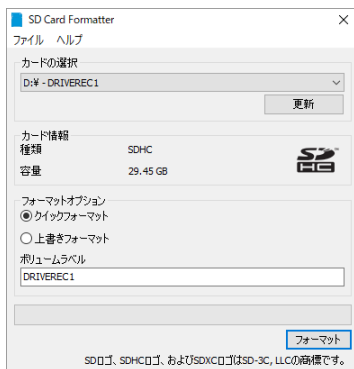 SD Card Formatter
ファイル ヘルプ
カードの選択
D:¥ - DRIVEREC1
更新
カード情報
種類 SDHC
容量 29.45 GB
SD HC
フォーマットオプション
クイックフォーマット
上書きフォーマット
ボリュームラベル
DRIVEREC1
フォーマット
SDロゴ、SDHCロゴ、およびSDXCロゴはSD-3C, LLCの商標です。